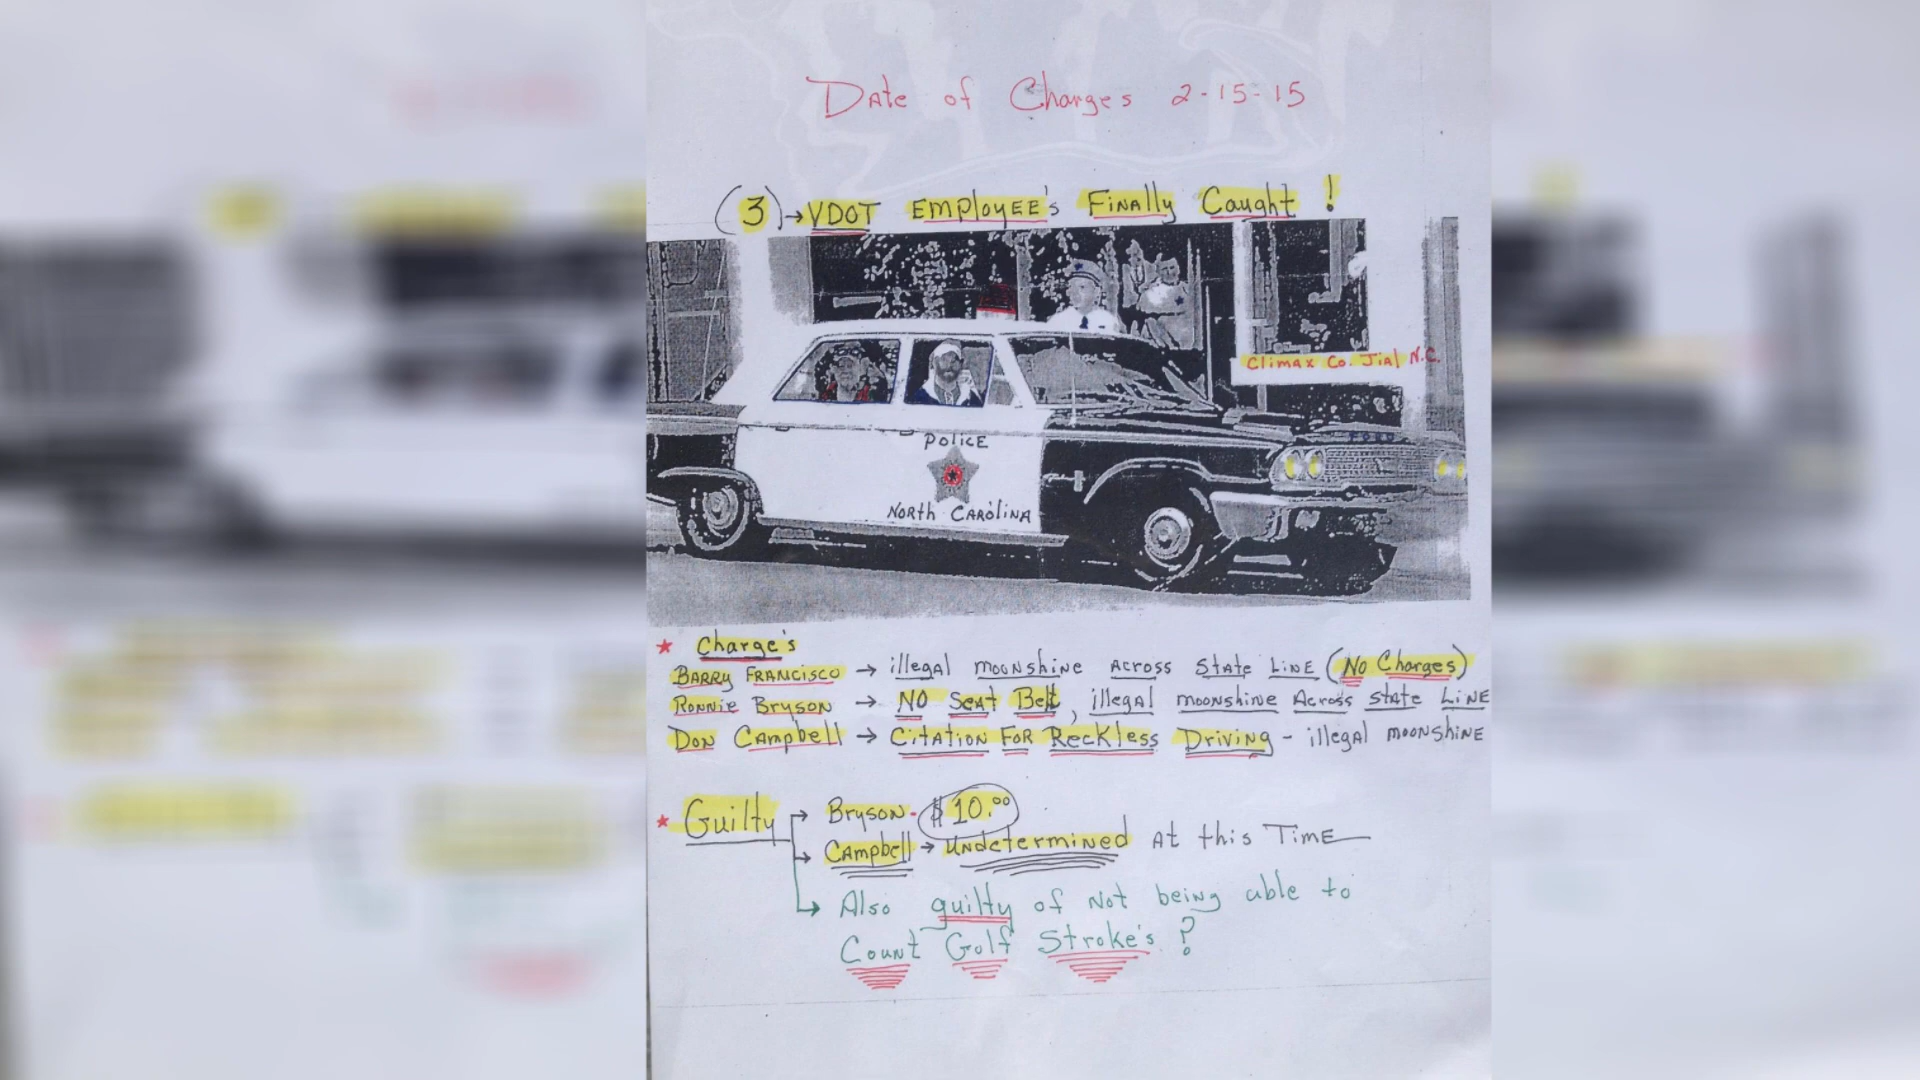 Date of Charges 2-15-15
(3) → VDOT Employee's Finally Caught !
Climax Co. Jial N.C.
Police
North Carolina
* Charge's
Barry Francisco → illegal moonshine Across State Line (No Charges)
Ronnie Bryson → No Seat Belt, illegal moonshine Across State Line
Don Campbell → Citation For Reckless Driving - illegal moonshine
* Guilty → Bryson - $10.00
→ Campbell → Undetermined At this Time
→ Also guilty of Not being able to
Count Golf Stroke's ?